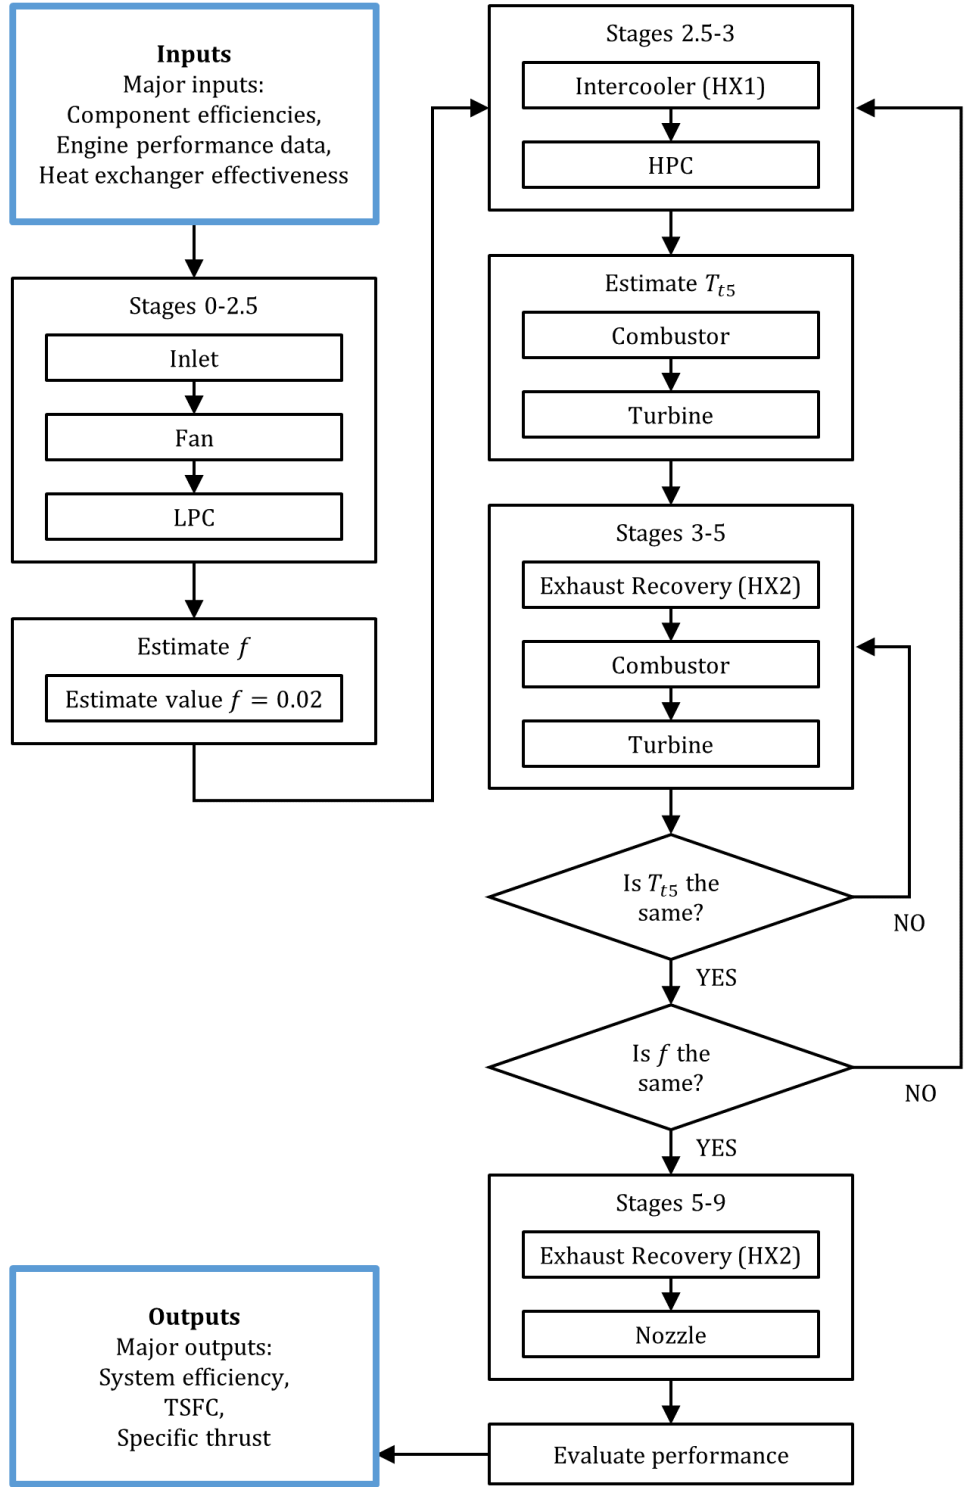 Inputs
Major inputs:
Component efficiencies,
Engine performance data,
Heat exchanger effectiveness
Stages 0-2.5
Inlet
Fan
LPC
Estimate f
Estimate value f = 0.02
Stages 2.5-3
Intercooler (HX1)
HPC
Estimate Tt5
Combustor
Turbine
Stages 3-5
Exhaust Recovery (HX2)
Combustor
Turbine
Is Tt5 the
same?
NO
YES
Is f the
same?
NO
YES
Stages 5-9
Exhaust Recovery (HX2)
Nozzle
Evaluate performance
Outputs
Major outputs:
System efficiency,
TSFC,
Specific thrust